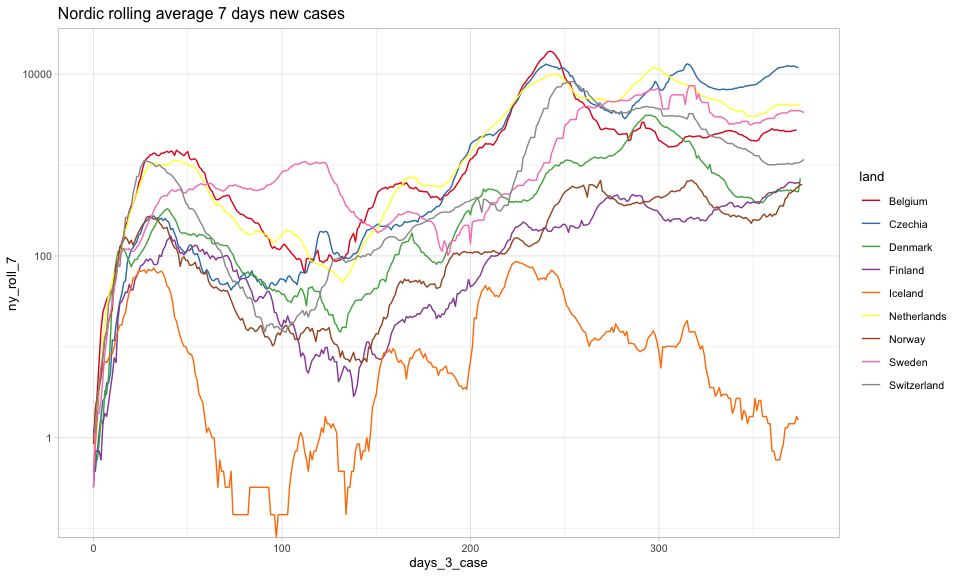 Nordic rolling average 7 days new cases
ny_roll_7
10000
100
1
0
100
200
300
days_3_case
land
Belgium
Czechia
Denmark
Finland
Iceland
Netherlands
Norway
Sweden
Switzerland